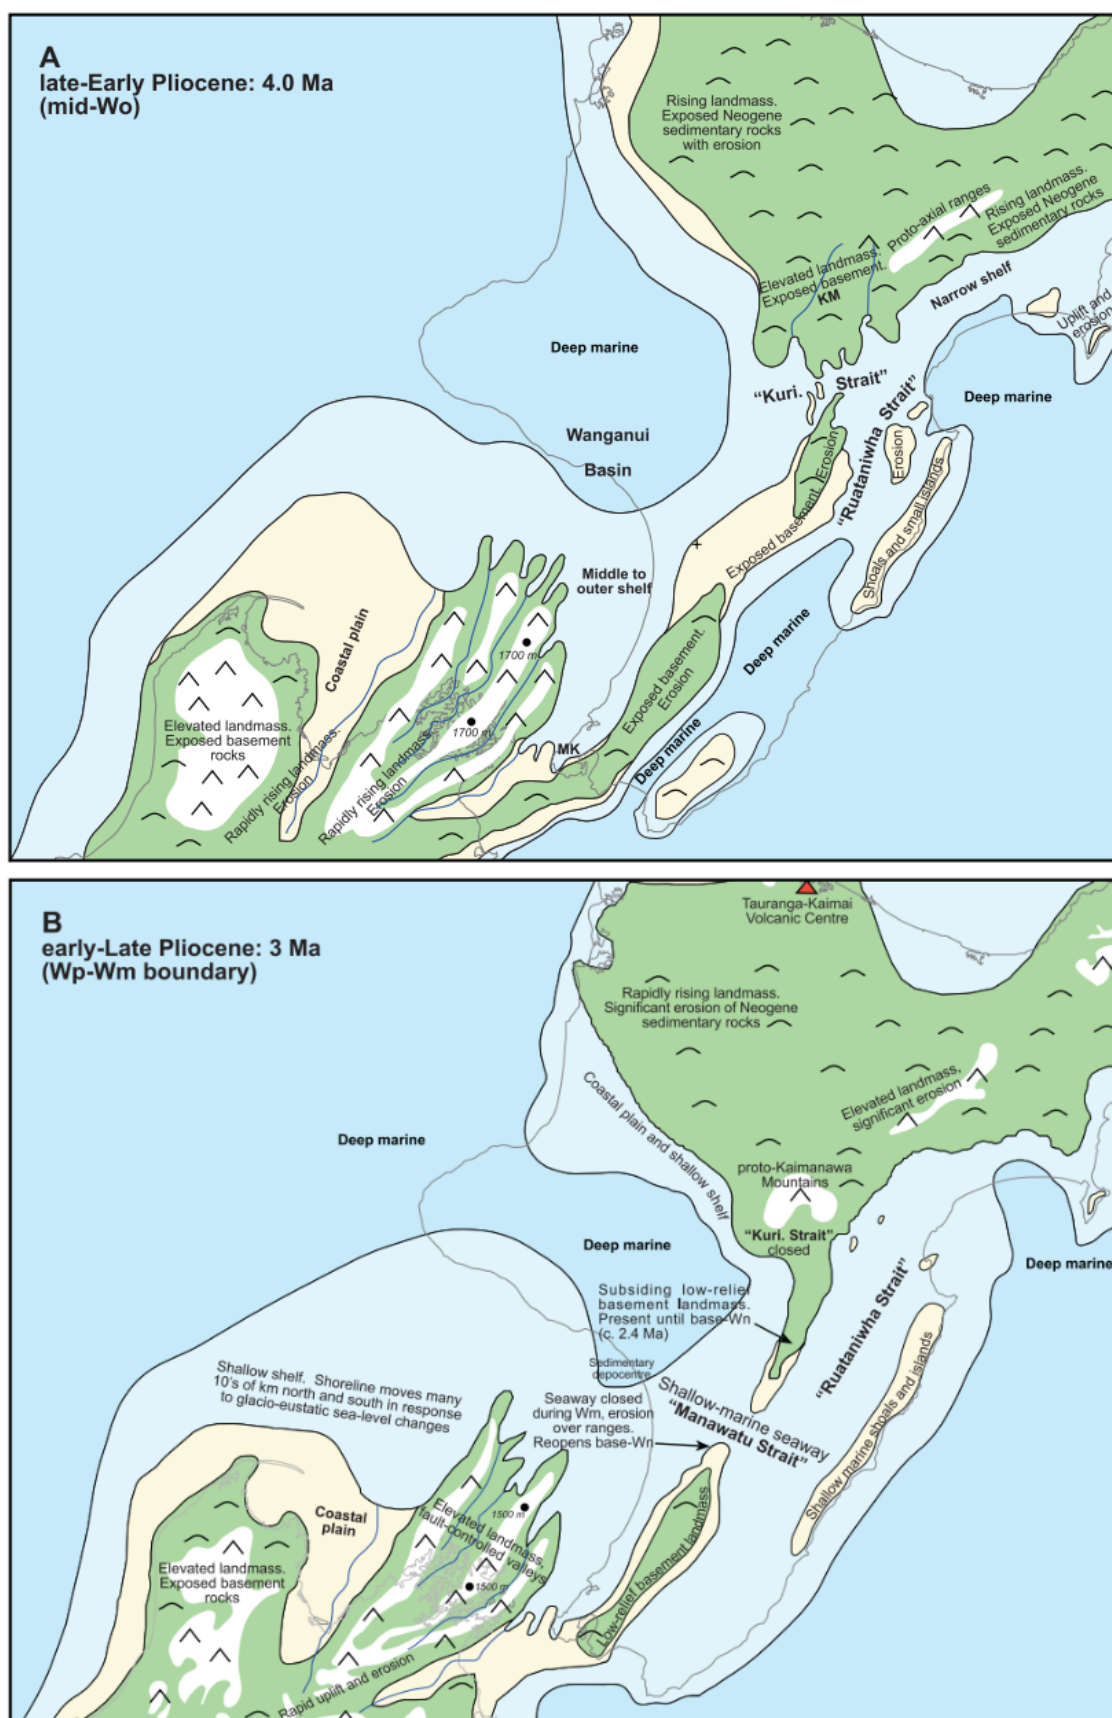 A
late-Early Pliocene: 4.0 Ma
(mid-Wo)
Rising landmass.
Exposed Neogene
sedimentary rocks
with erosion
Proto-axial ranges
Rising landmass.
Exposed Neogene
sedimentary rocks
Elevated landmass.
Exposed basement.
KM
Narrow shelf
Uplift and
erosion
Deep marine
Deep marine
"Kuri. Strait"
"Ruataniwha Strait"
Wanganui
Basin
Erosion
Exposed basement. Erosion
Shoals and small islands
Middle to
outer shelf
Deep marine
Coastal plain
1700 m
1700 m
Exposed basement.
Erosion
Elevated landmass.
Exposed basement
rocks
Rapidly rising landmass.
Erosion
Rapidly rising landmass.
Erosion
MK
Deep marine
B
early-Late Pliocene: 3 Ma
(Wp-Wm boundary)
Tauranga-Kaimai
Volcanic Centre
Rapidly rising landmass.
Significant erosion of Neogene
sedimentary rocks
Elevated landmass,
significant erosion
Coastal plain and shallow shelf
Deep marine
proto-Kaimanawa
Mountains
"Kuri. Strait"
closed
Deep marine
Deep marine
Subsiding low-relief
basement landmass.
Present until base-Wn
(c. 2.4 Ma)
"Ruataniwha Strait"
Sedimentary
depocentre
Shallow shelf. Shoreline moves many
10's of km north and south in response
to glacio-eustatic sea-level changes
Seaway closed
during Wm, erosion
over ranges.
Reopens base-Wn
Shallow-marine seaway
"Manawatu Strait"
Shallow marine shoals and islands
Coastal
plain
Elevated landmass,
fault-controlled valleys
1500 m
1500 m
Low-relief basement landmass
Elevated landmass.
Exposed basement
rocks
Rapid uplift and erosion